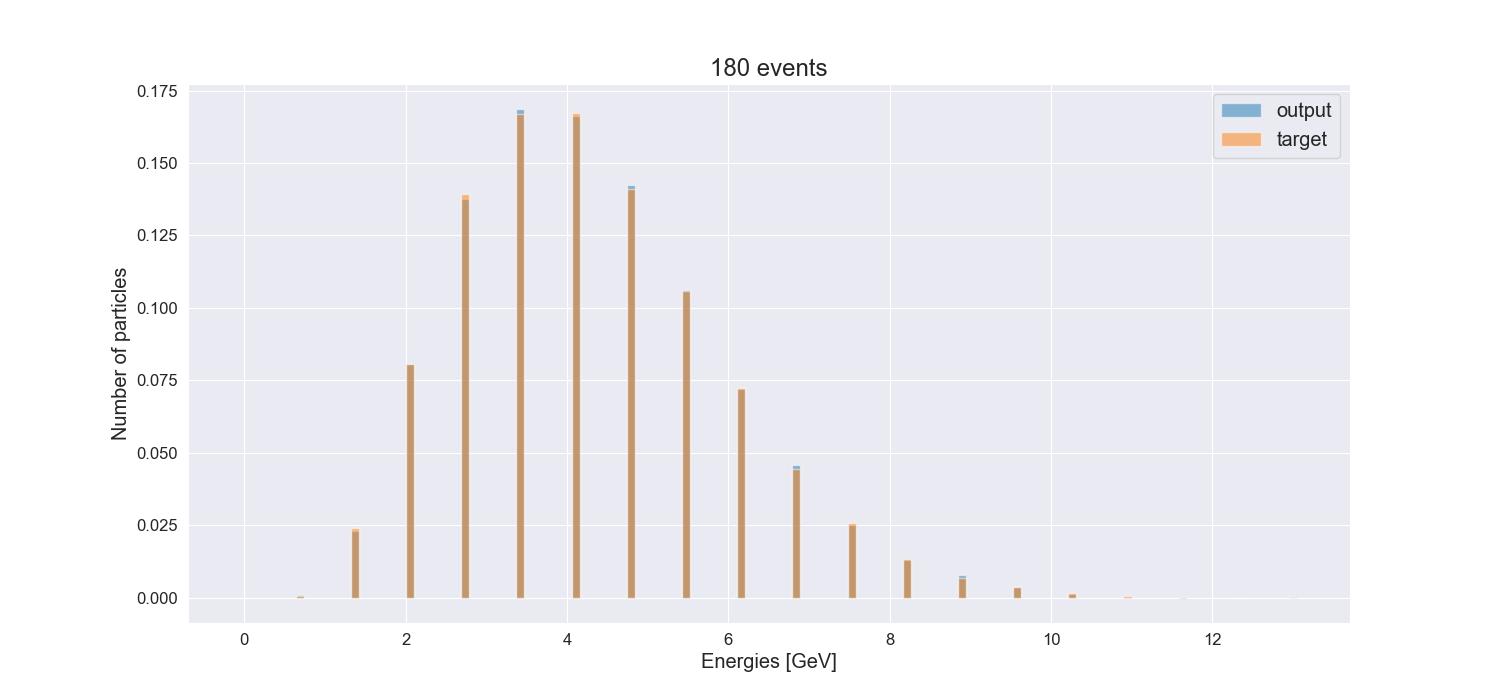 180 events
output
target
Number of particles
0.175
0.150
0.125
0.100
0.075
0.050
0.025
0.000
0 2 4 6 8 10 12
Energies [GeV]